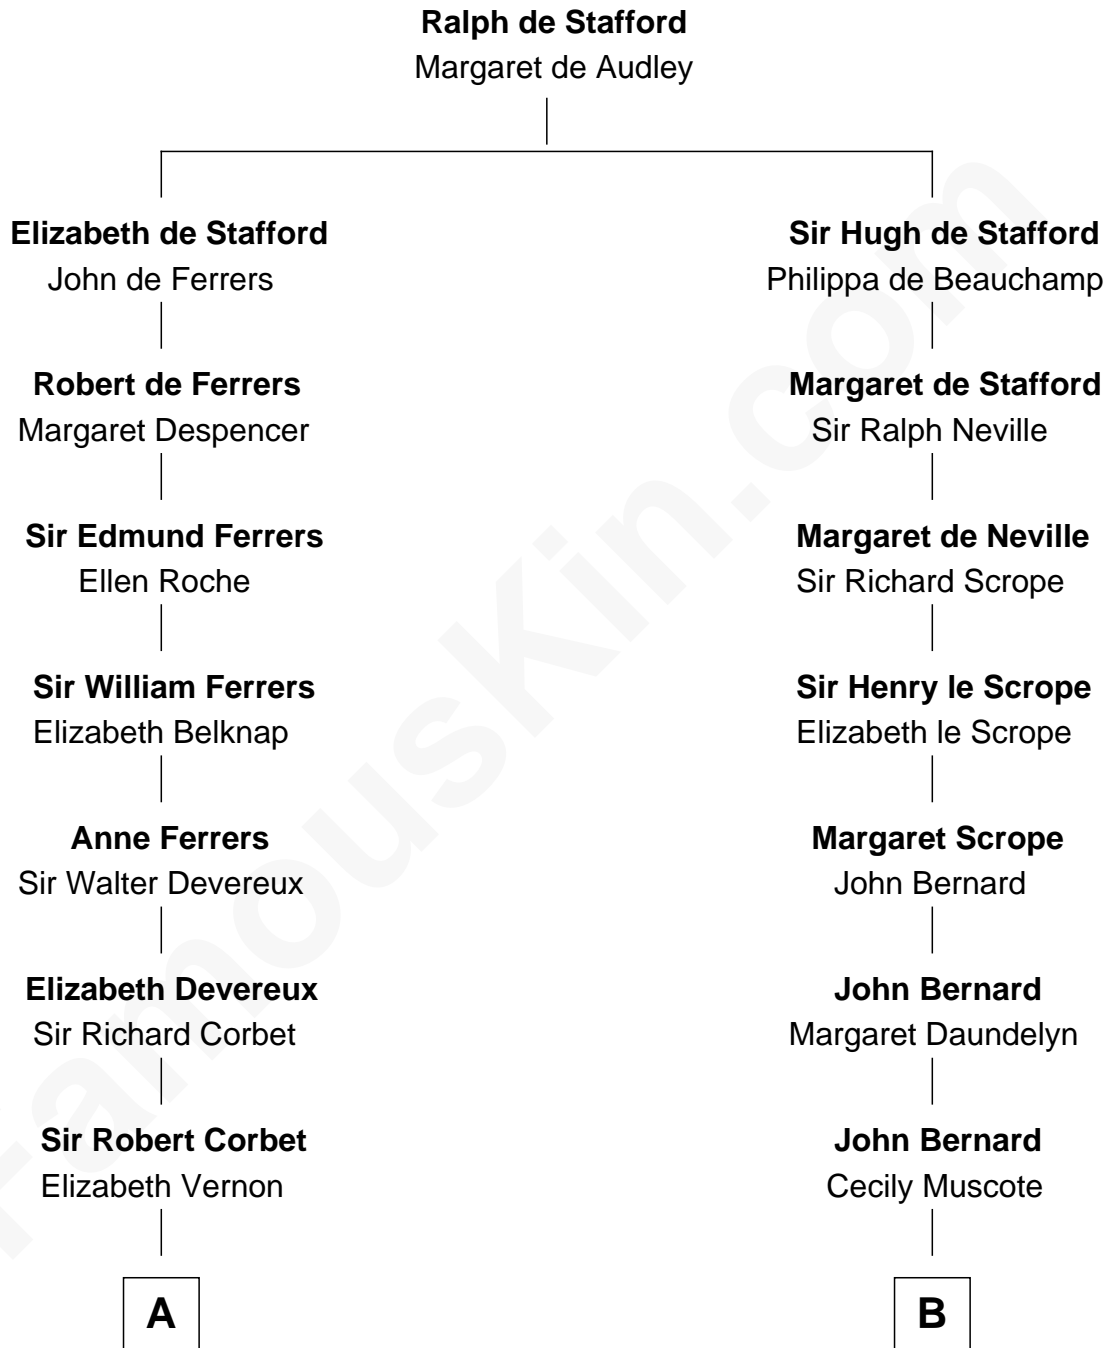 Ralph de Stafford
Margaret de Audley
Elizabeth de Stafford
John de Ferrers
Sir Hugh de Stafford
Philippa de Beauchamp
Robert de Ferrers
Margaret Despencer
Margaret de Stafford
Sir Ralph Neville
Sir Edmund Ferrers
Ellen Roche
Margaret de Neville
Sir Richard Scrope
Sir William Ferrers
Elizabeth Belknap
Sir Henry le Scrope
Elizabeth le Scrope
Anne Ferrers
Sir Walter Devereux
Margaret Scrope
John Bernard
Elizabeth Devereux
Sir Richard Corbet
John Bernard
Margaret Daundelyn
Sir Robert Corbet
Elizabeth Vernon
John Bernard
Cecily Muscote
A
B
FamousKin.com